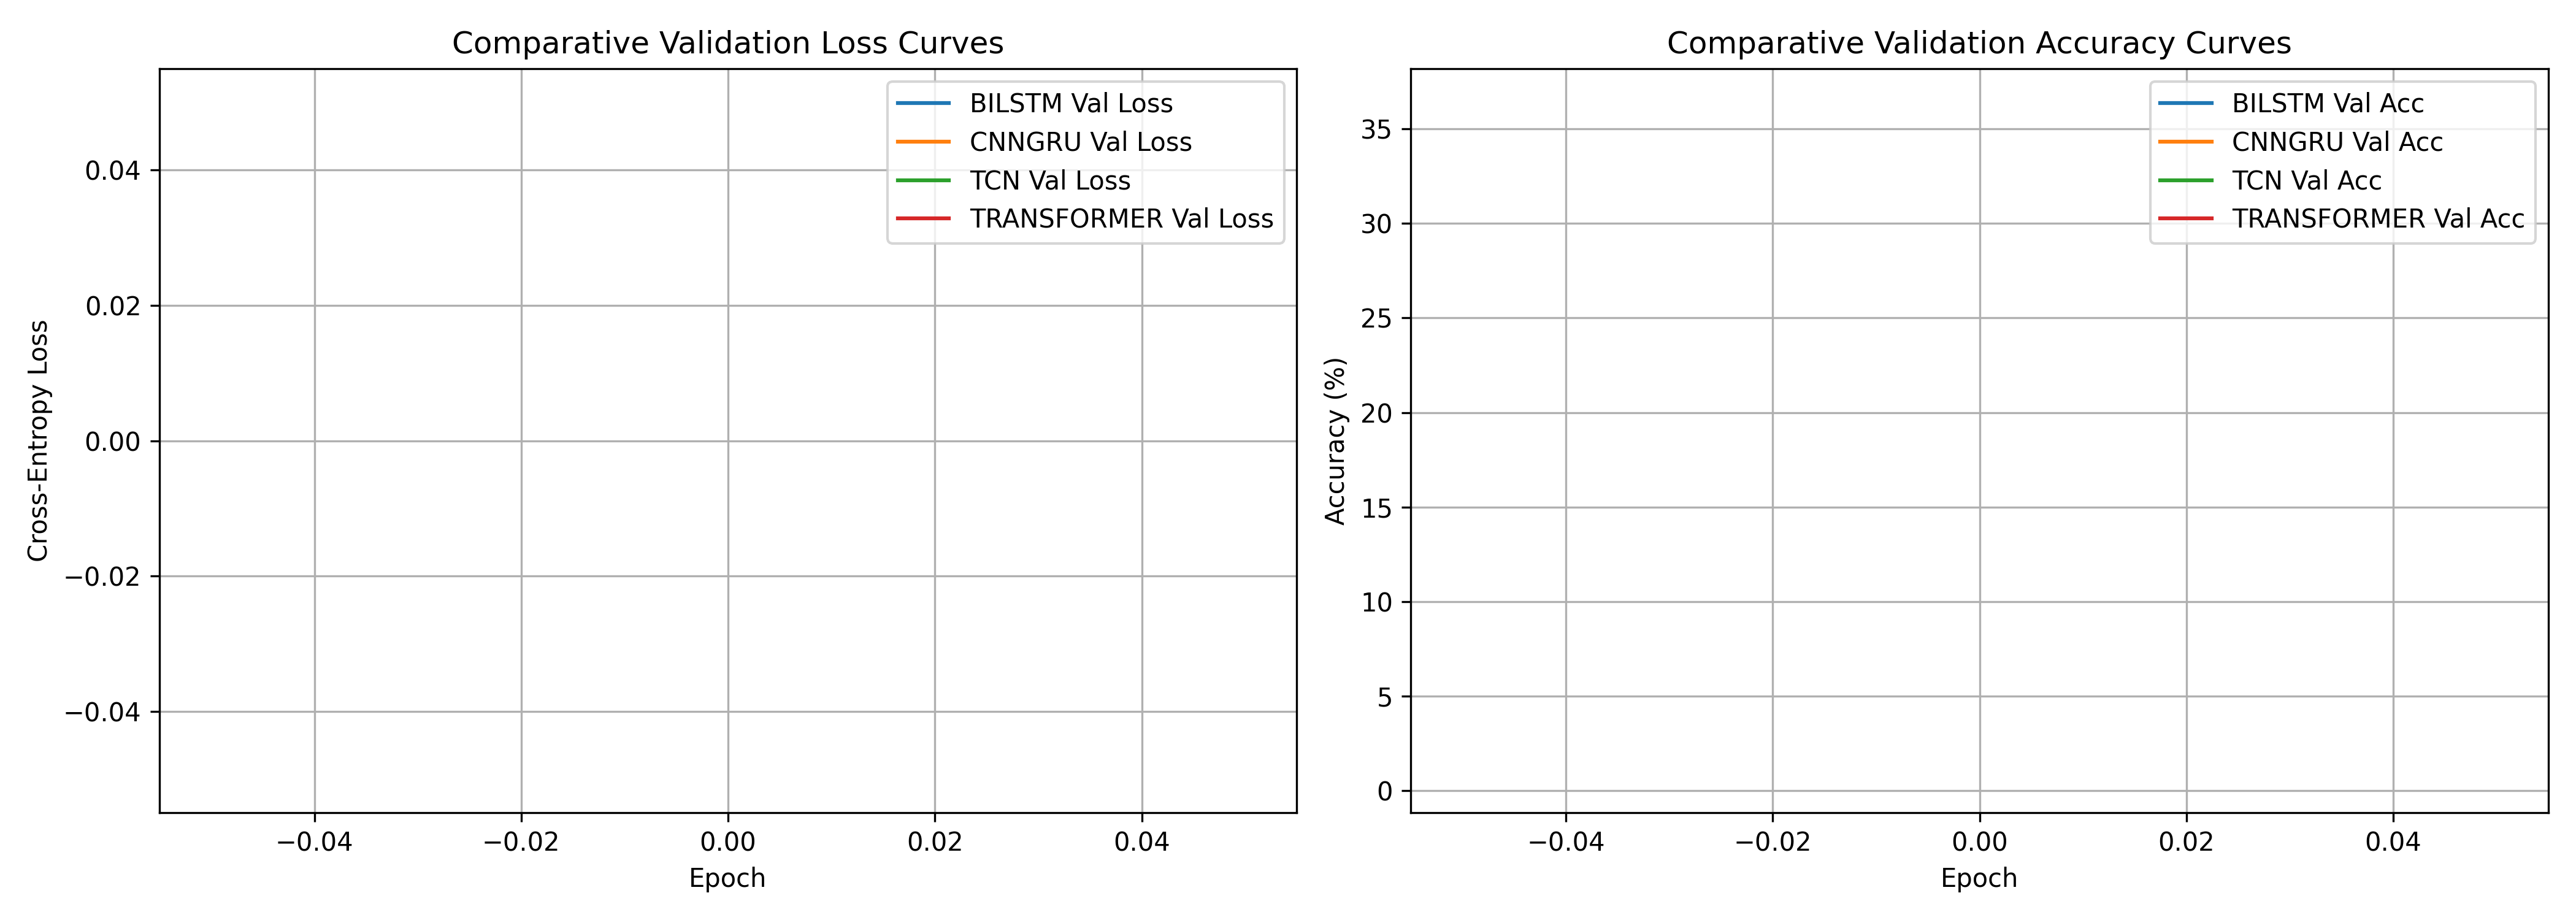 Comparative Validation Loss Curves
BILSTM Val Loss
CNNGRU Val Loss
TCN Val Loss
TRANSFORMER Val Loss
Cross-Entropy Loss
0.04
0.02
0.00
−0.02
−0.04
−0.04
−0.02
0.00
0.02
0.04
Epoch
Comparative Validation Accuracy Curves
BILSTM Val Acc
CNNGRU Val Acc
TCN Val Acc
TRANSFORMER Val Acc
Accuracy (%)
35
30
25
20
15
10
5
0
−0.04
−0.02
0.00
0.02
0.04
Epoch